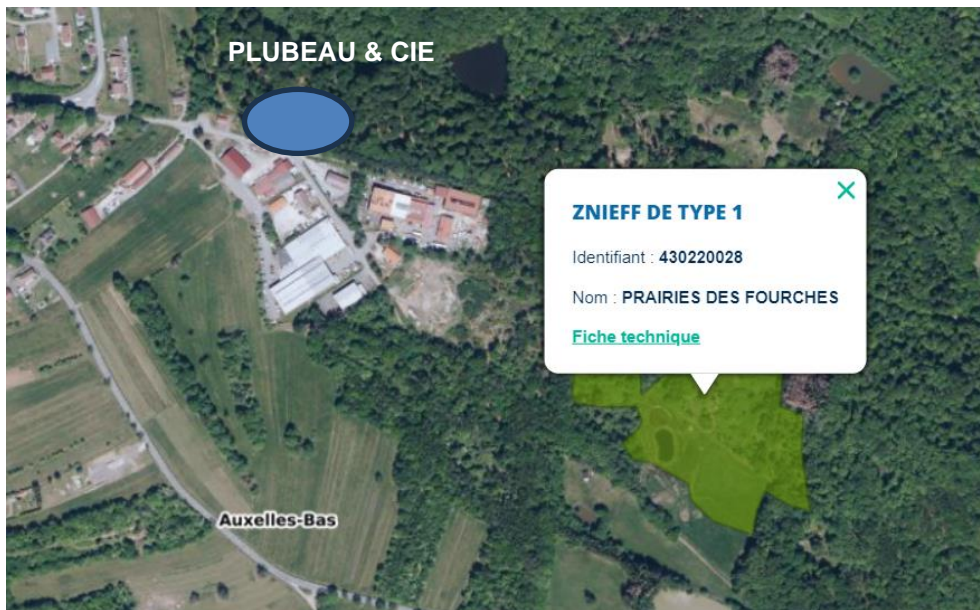 PLUBEAU & CIE
ZNIEFF DE TYPE 1
Identifiant : 430220028
Nom : PRAIRIES DES FOURCHES
Fiche technique
Auxelles-Bas